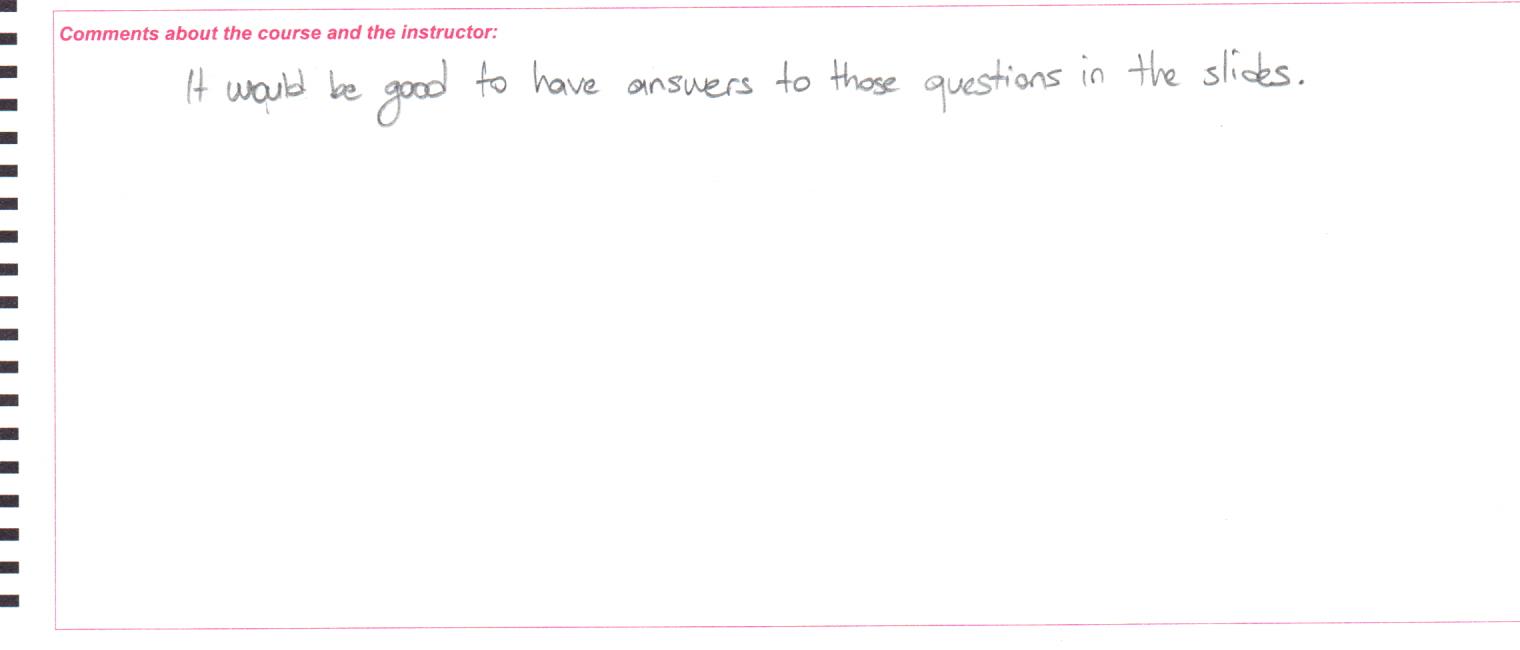 Comments about the course and the instructor:
It would be good to have answers to those questions in the slides.